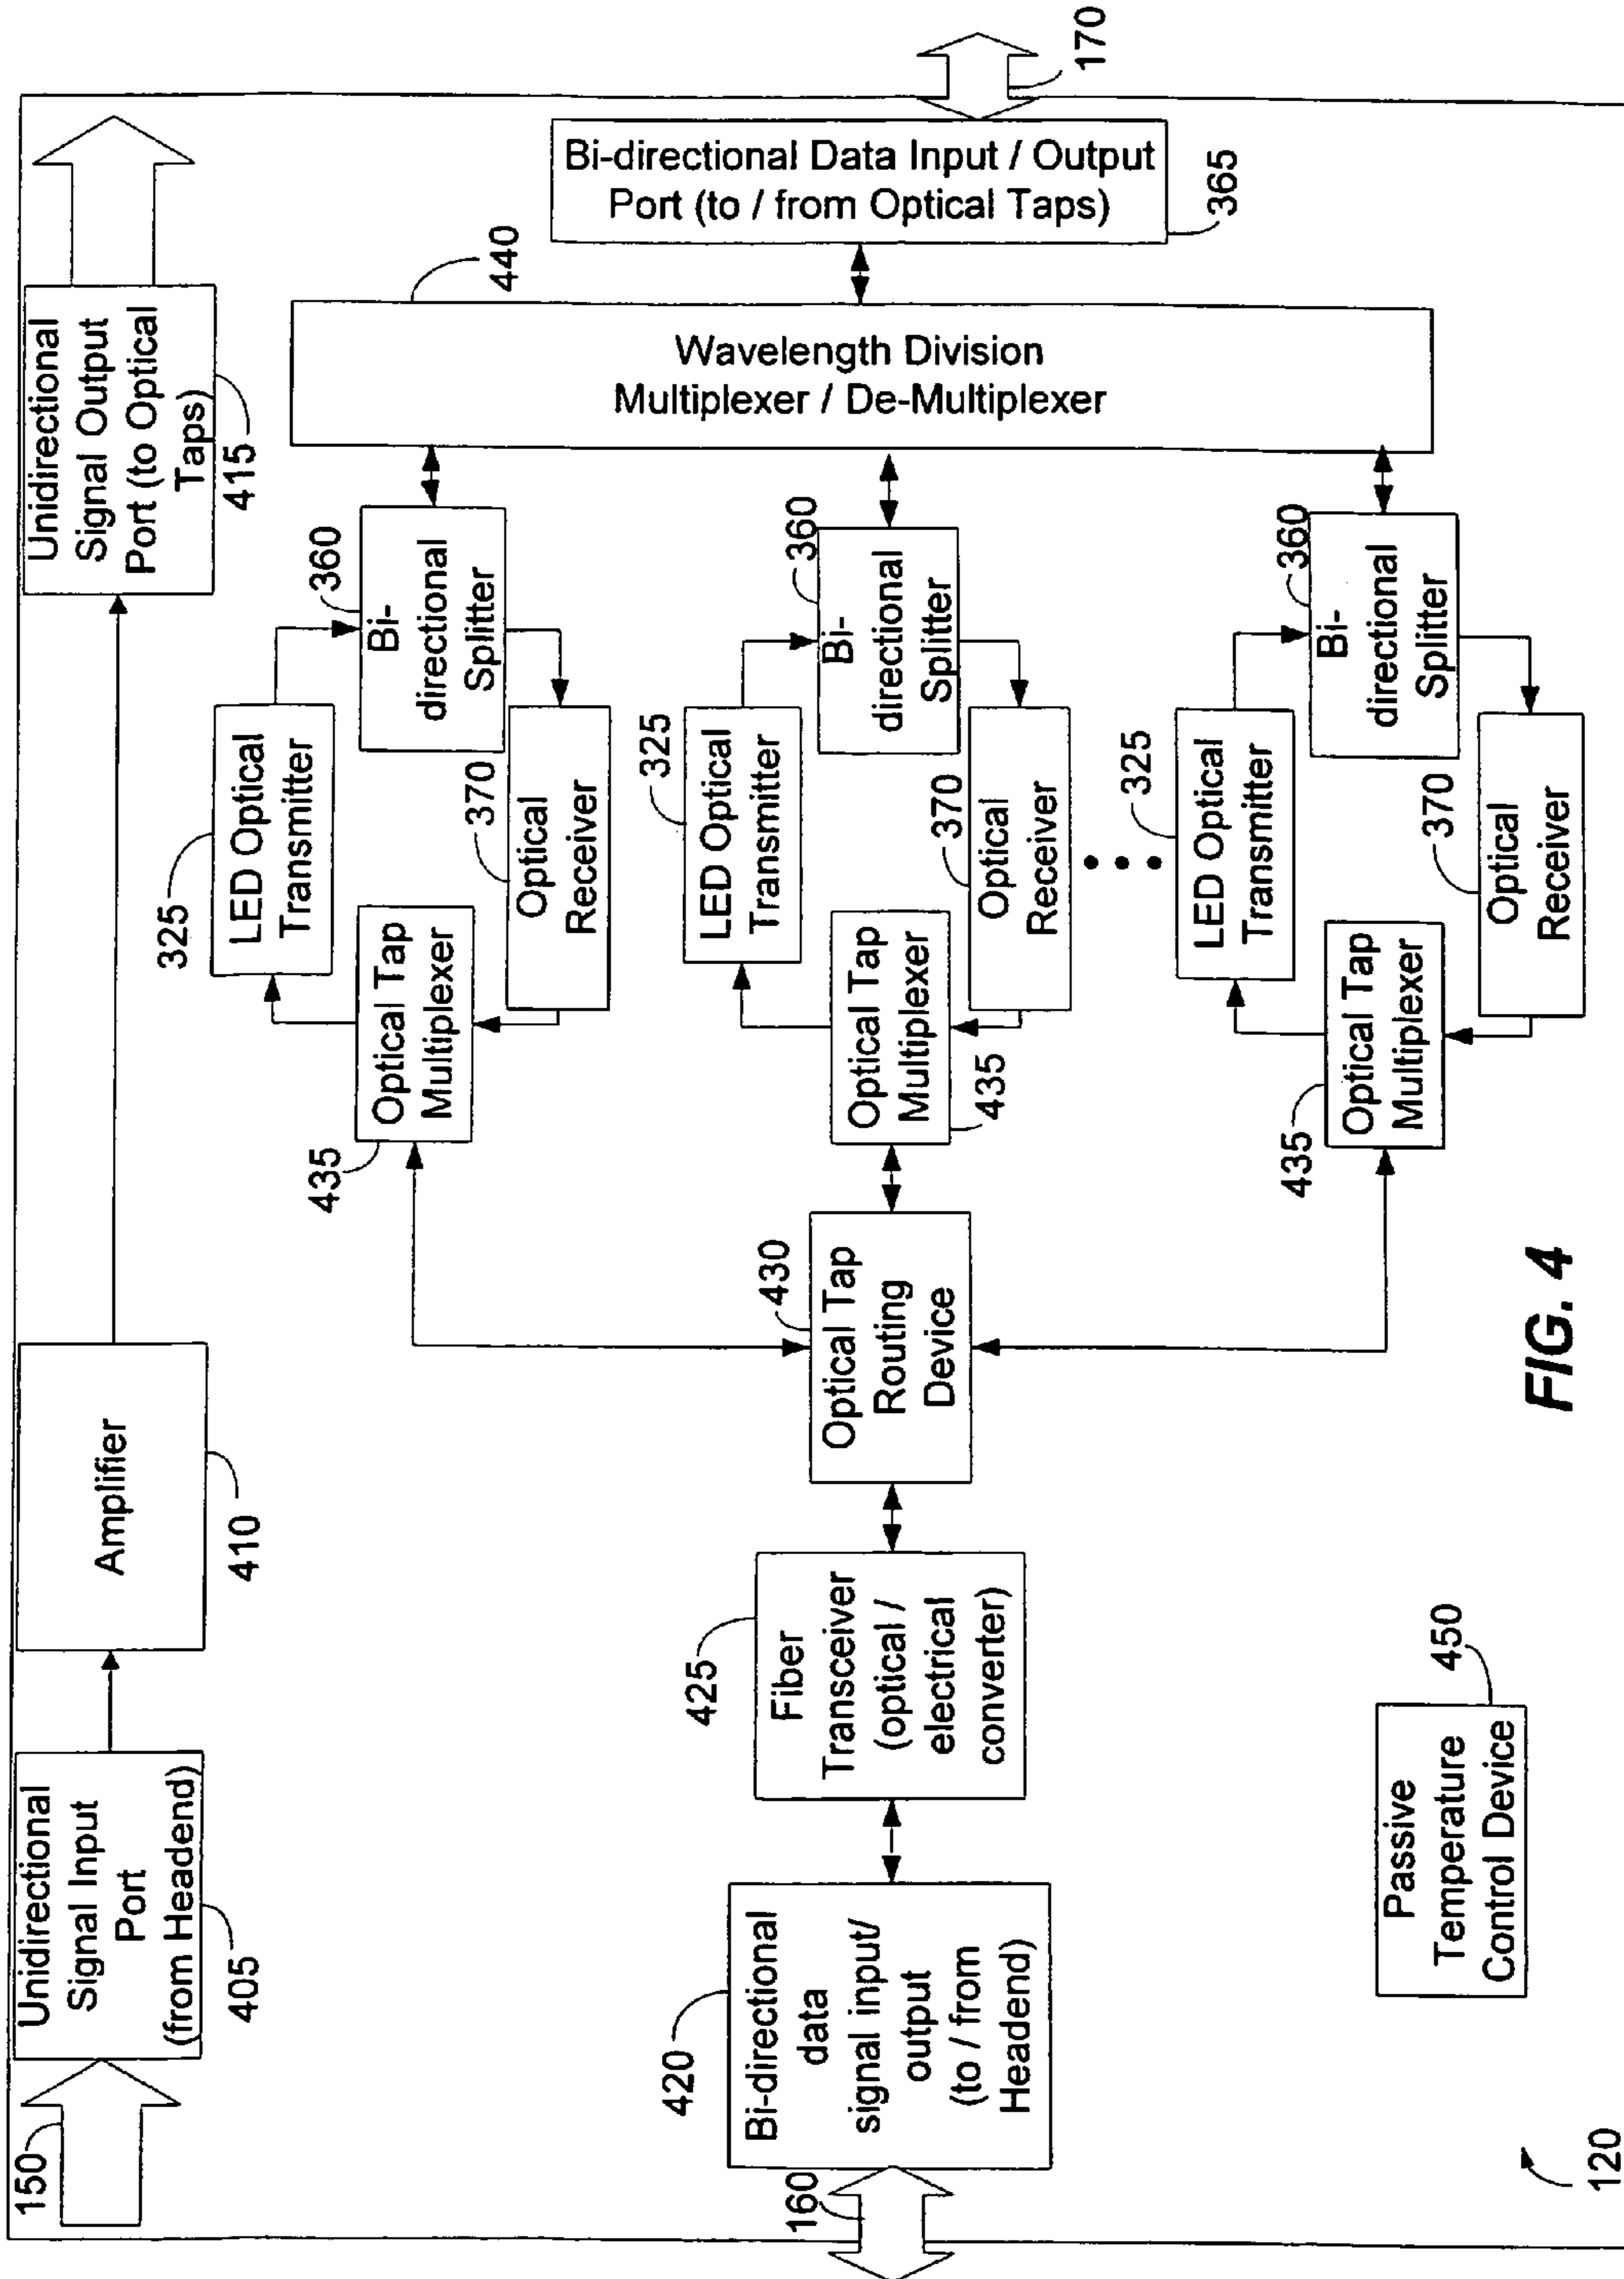 150
Unidirectional
Signal Input
Port
(from Headend)
405
Amplifier
410
Unidirectional
Signal Output
Port (to Optical
Taps)
415
160
420
Bi-directional
data
signal input/
output
(to / from
Headend)
425
Fiber
Transceiver
(optical /
electrical
converter)
430
Optical Tap
Routing
Device
435
Optical Tap
Multiplexer
325
LED Optical
Transmitter
370
Optical
Receiver
360
Bi-
directional
Splitter
Optical Tap
Multiplexer
435
325
LED Optical
Transmitter
370
Optical
Receiver
360
Bi-
directional
Splitter
435
Optical Tap
Multiplexer
325
LED Optical
Transmitter
370
Optical
Receiver
360
Bi-
directional
Splitter
440
Wavelength Division
Multiplexer / De-Multiplexer
Bi-directional Data Input / Output
Port (to / from Optical Taps)
365
170
Passive
Temperature
Control Device
450
120
FIG. 4